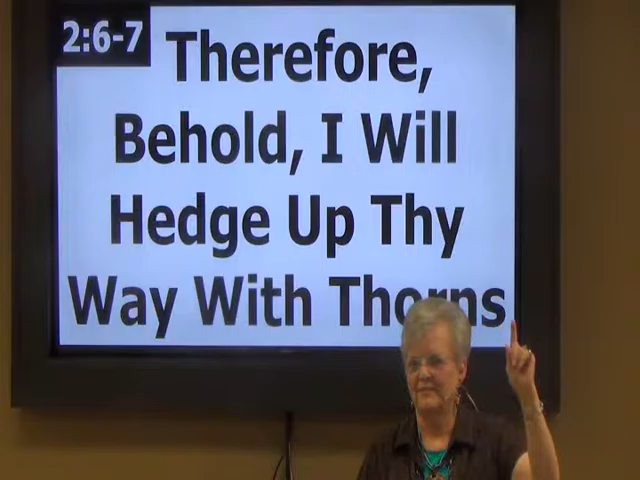 2:6-7
Therefore,
Behold, I Will
Hedge Up Thy
Way With Thorns